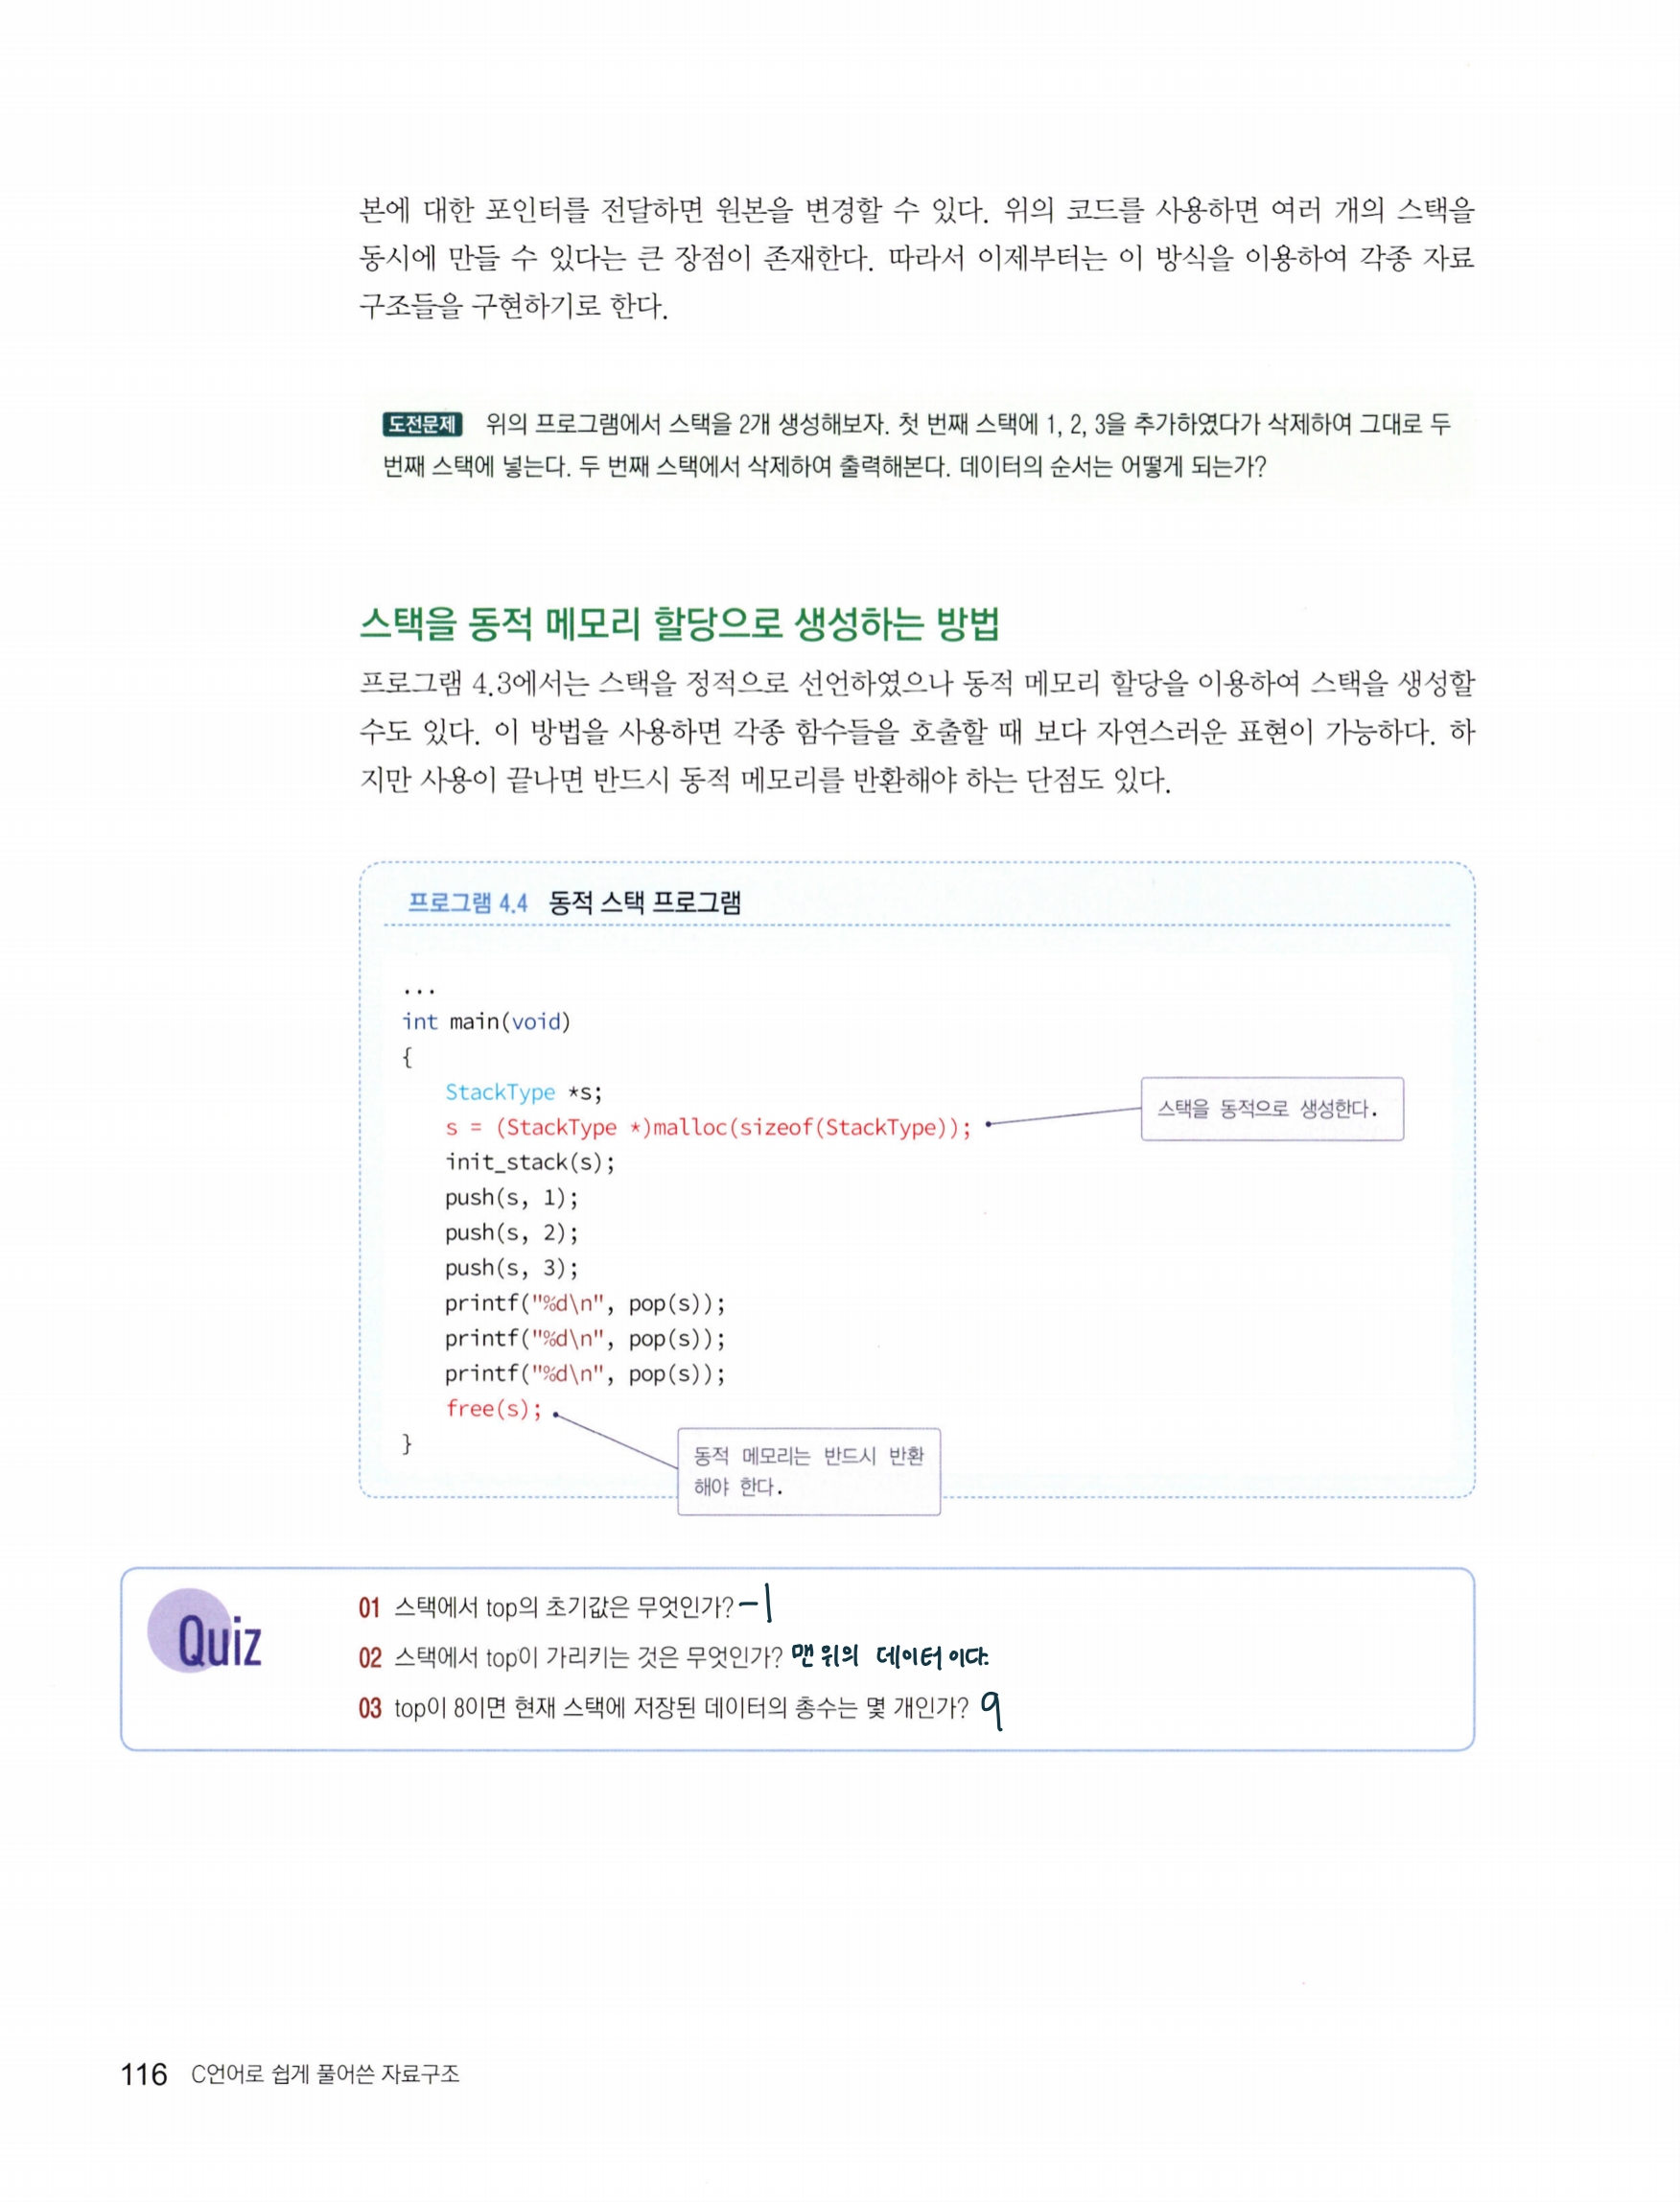 본에 대한 포인터를 전달하면 원본을 변경할 수 있다. 위의 코드를 사용하면 여러 개의 스택을
동시에 만들 수 있다는 큰 장점이 존재한다. 따라서 이제부터는 이 방식을 이용하여 각종 자료
구조들을 구현하기로 한다.
도전문제 위의 프로그램에서 스택을 2개 생성해보자. 첫 번째 스택에 1, 2, 3을 추가하였다가 삭제하여 그대로 두
번째 스택에 넣는다. 두 번째 스택에서 삭제하여 출력해본다. 데이터의 순서는 어떻게 되는가?
스택을 동적 메모리 할당으로 생성하는 방법
프로그램 4.3에서는 스택을 정적으로 선언하였으나 동적 메모리 할당을 이용하여 스택을 생성할
수도 있다. 이 방법을 사용하면 각종 함수들을 호출할 때 보다 자연스러운 표현이 가능하다. 하
지만 사용이 끝나면 반드시 동적 메모리를 반환해야 하는 단점도 있다.
프로그램 4.4 동적 스택 프로그램
...
int main(void)
{
StackType *s;
s = (StackType *)malloc(sizeof(StackType));
스택을 동적으로 생성한다.
init_stack(s);
push(s, 1);
push(s, 2);
push(s, 3);
printf("%d\n", pop(s));
printf("%d\n", pop(s));
printf("%d\n", pop(s));
free(s);
}
동적 메모리는 반드시 반환
해야 한다.
Quiz
01 스택에서 top의 초기값은 무엇인가? -1
02 스택에서 top이 가리키는 것은 무엇인가? 맨 위의 데이터이다.
03 top이 8이면 현재 스택에 저장된 데이터의 총수는 몇 개인가? 9
116 C언어로 쉽게 풀어쓴 자료구조